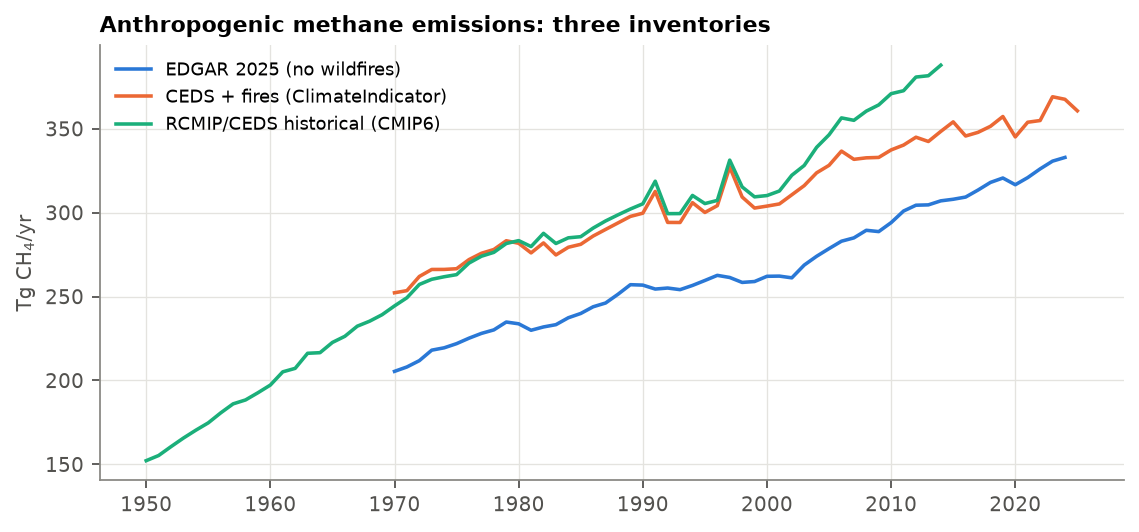 Anthropogenic methane emissions: three inventories
EDGAR 2025 (no wildfires)
CEDS + fires (ClimateIndicator)
RCMIP/CEDS historical (CMIP6)
Tg CH₄/yr
350
300
250
200
150
1950 1960 1970 1980 1990 2000 2010 2020